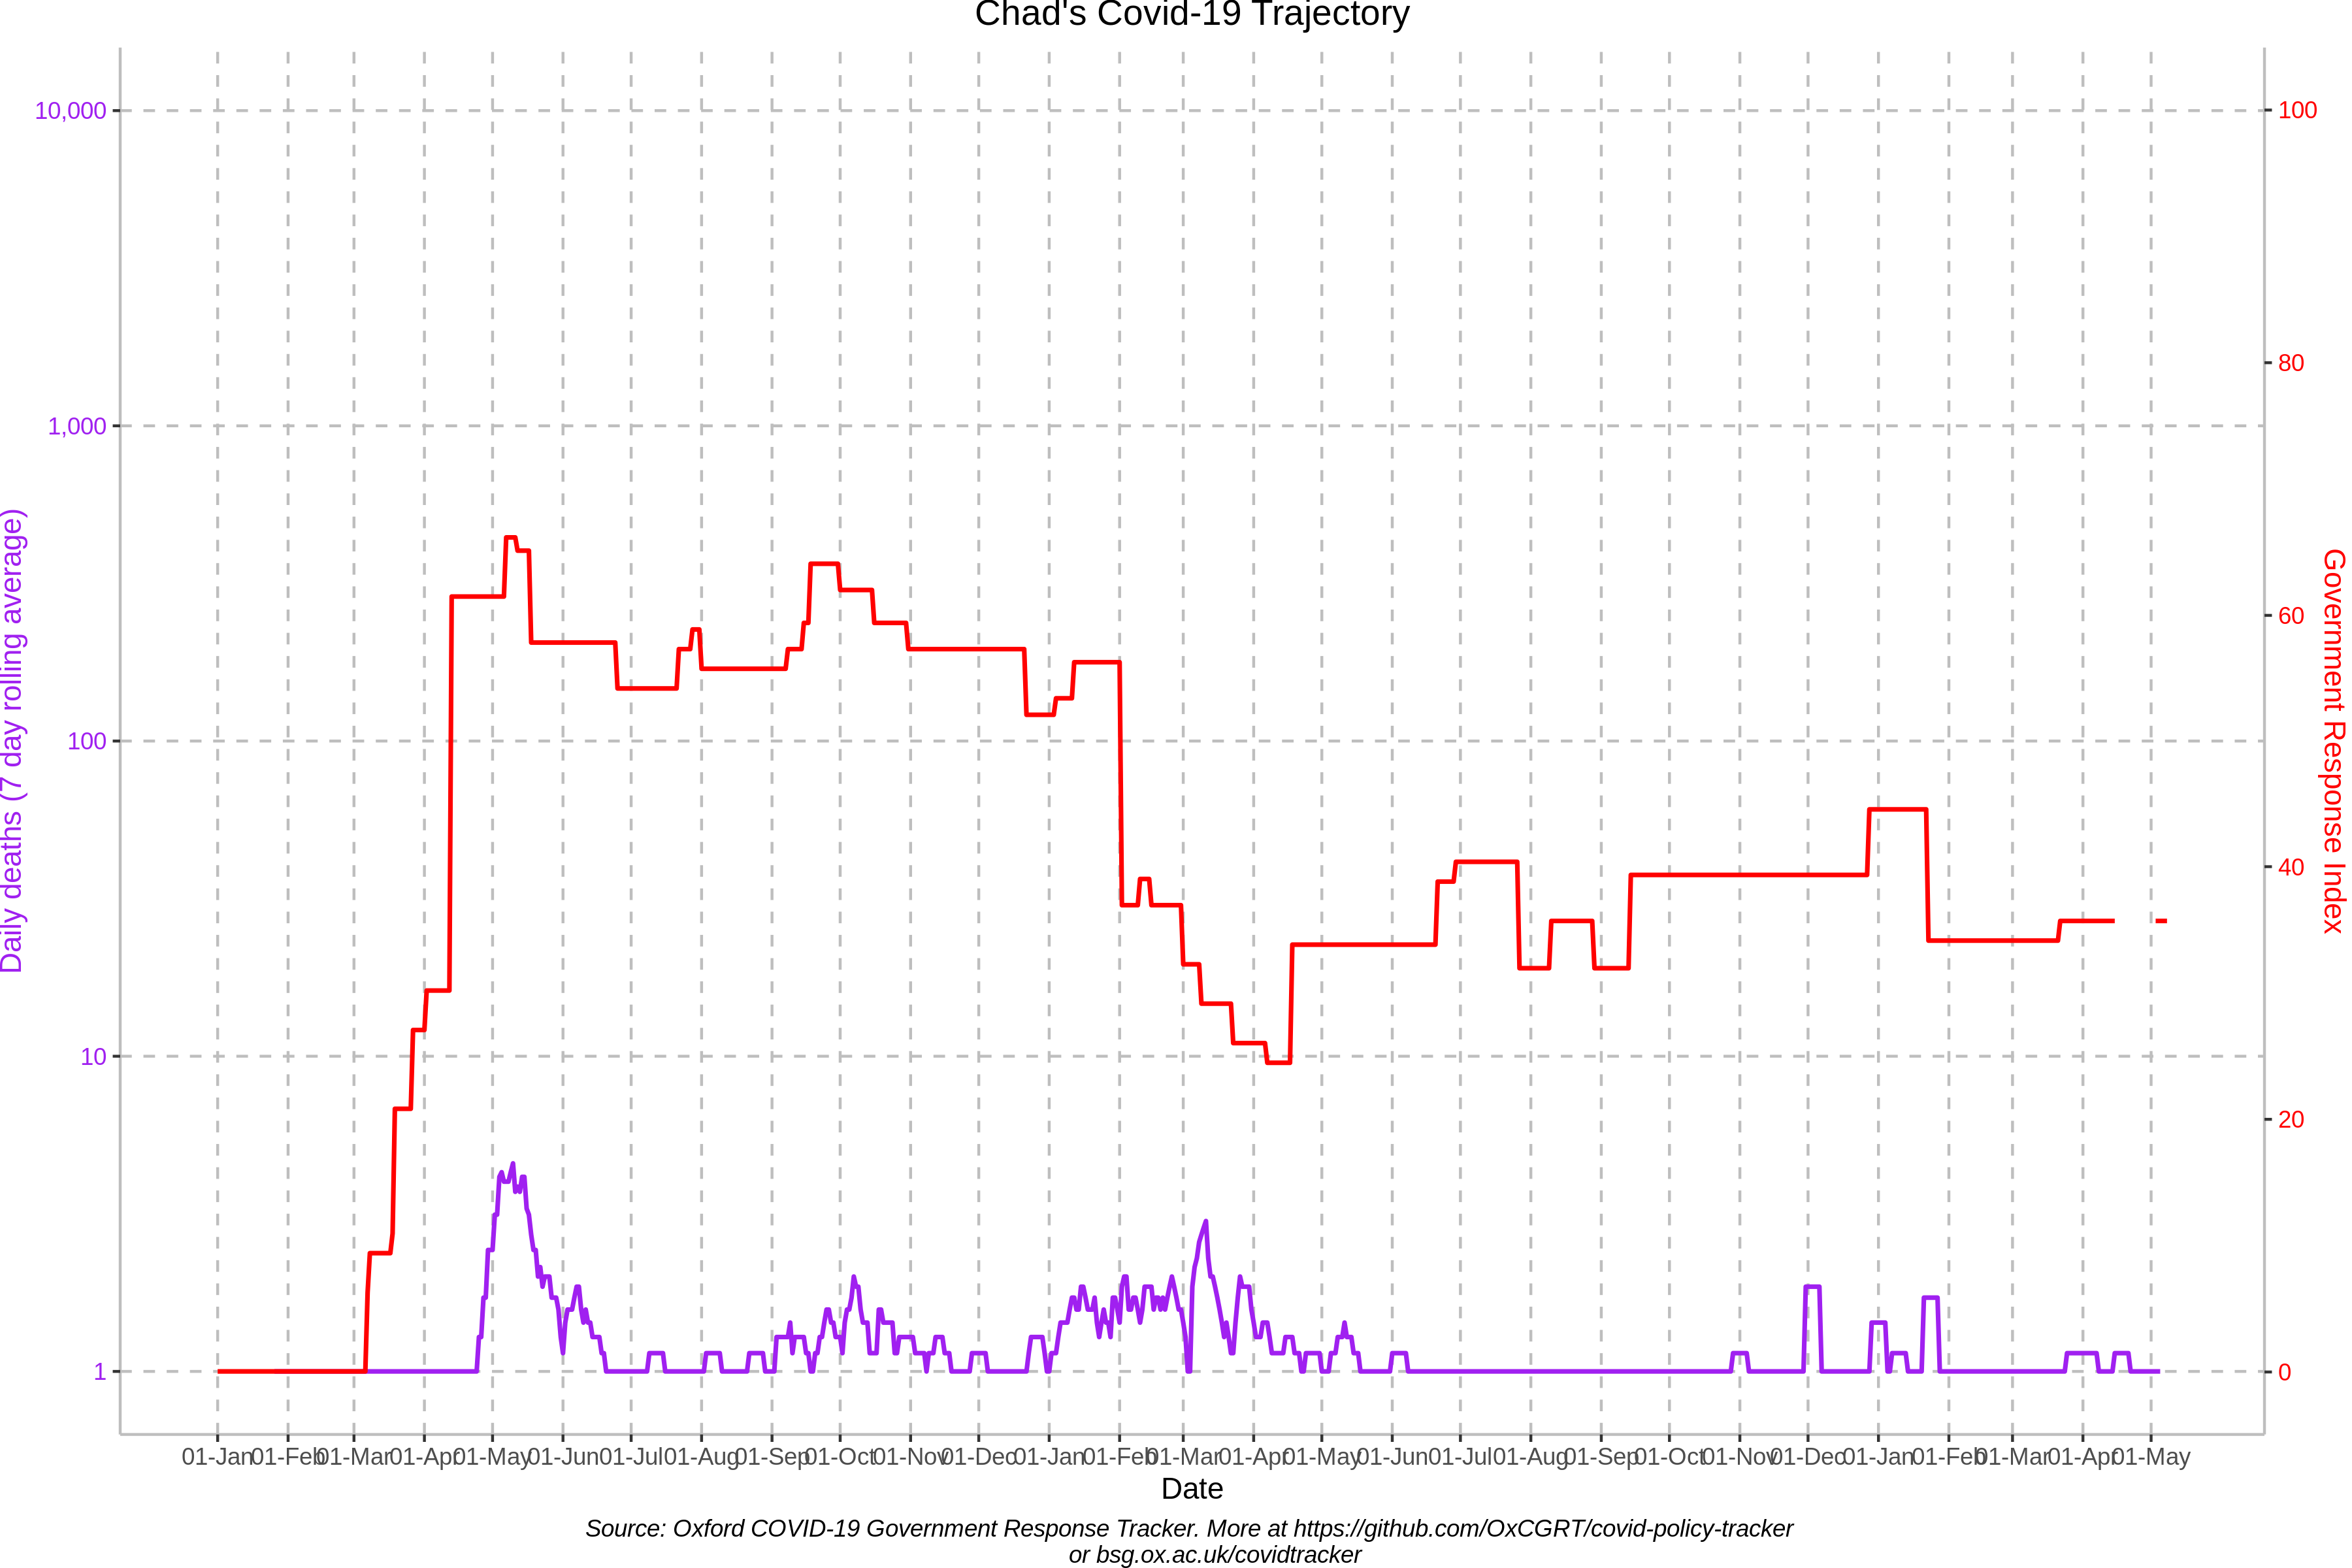 Chad's Covid-19 Trajectory
10,000
1,000
100
10
1
Daily deaths (7 day rolling average)
100
80
60
40
20
0
Government Response Index
01-Jan
01-Feb
01-Mar
01-Apr
01-May
01-Jun
01-Jul
01-Aug
01-Sep
01-Oct
01-Nov
01-Dec
01-Jan
01-Feb
01-Mar
01-Apr
01-May
01-Jun
01-Jul
01-Aug
01-Sep
01-Oct
01-Nov
01-Dec
01-Jan
01-Feb
01-Mar
01-Apr
01-May
Date
Source: Oxford COVID-19 Government Response Tracker. More at https://github.com/OxCGRT/covid-policy-tracker
or bsg.ox.ac.uk/covidtracker